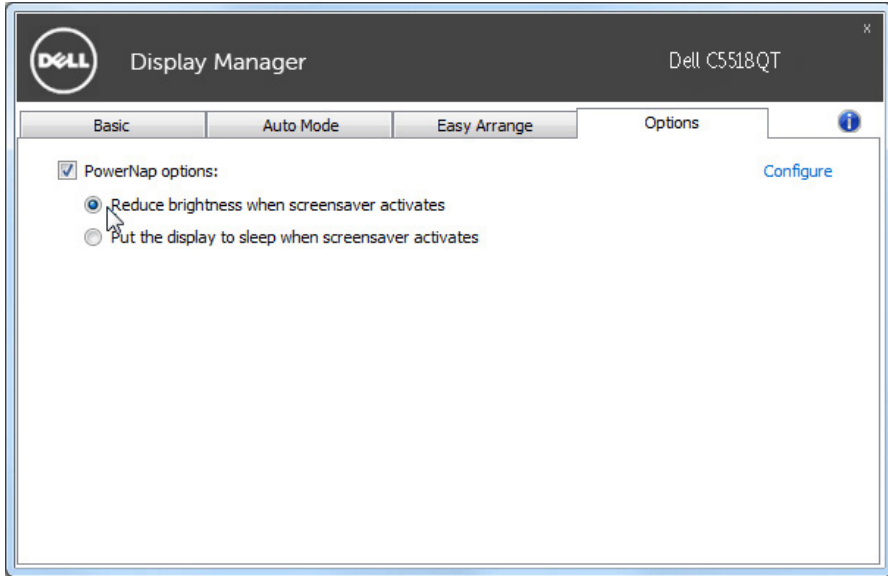 x
DELL Display Manager Dell C5518QT
Basic Auto Mode Easy Arrange Options i
PowerNap options: Configure
Reduce brightness when screensaver activates
Put the display to sleep when screensaver activates